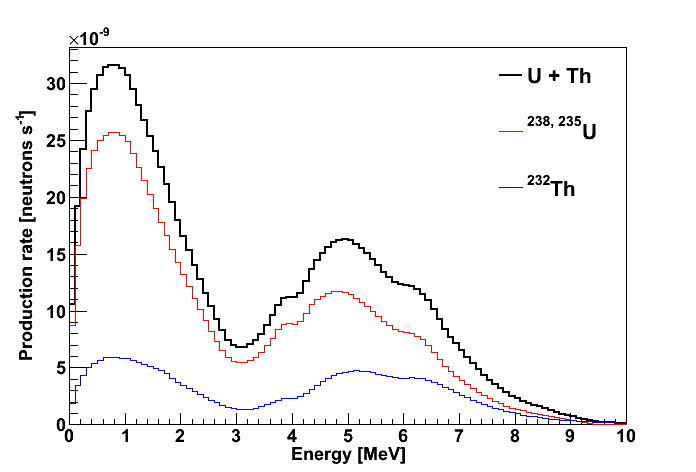 ×10⁻⁹
Production rate [neutrons s⁻¹]
30
25
20
15
10
5
0
0 1 2 3 4 5 6 7 8 9 10
Energy [MeV]
U + Th
²³⁸, ²³⁵U
²³²Th